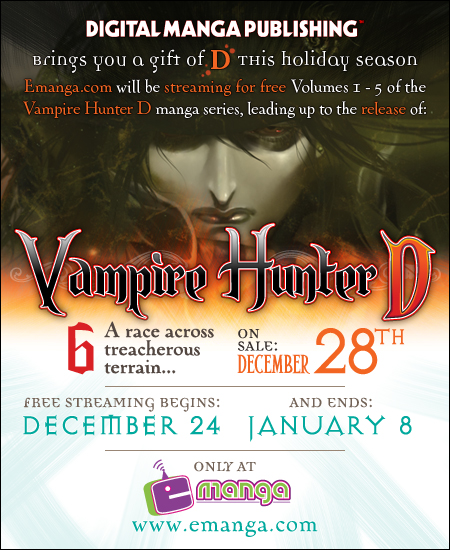 DIGITAL MANGA PUBLISHING™
Brings you a gift of D this holiday season
Emanga.com will be streaming for free Volumes 1 - 5 of the
Vampire Hunter D manga series, leading up to the release of:
Vampire Hunter D
6
A race across
treacherous
terrain...
ON
SALE:
DECEMBER
28TH
FREE STREAMING BEGINS:
DECEMBER 24
AND ENDS:
JANUARY 8
ONLY AT
e manga
www.emanga.com